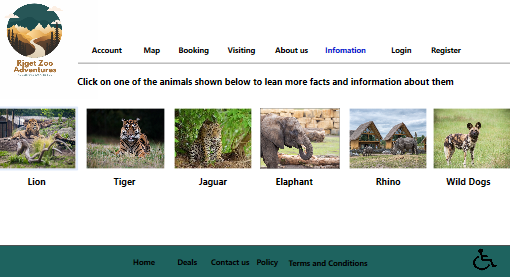 Riget Zoo
Adventures
Account Map Booking Visiting About us Infomation Login Register
Click on one of the animals shown below to lean more facts and information about them
Lion Tiger Jaguar Elaphant Rhino Wild Dogs
Home Deals Contact us Policy Terms and Conditions